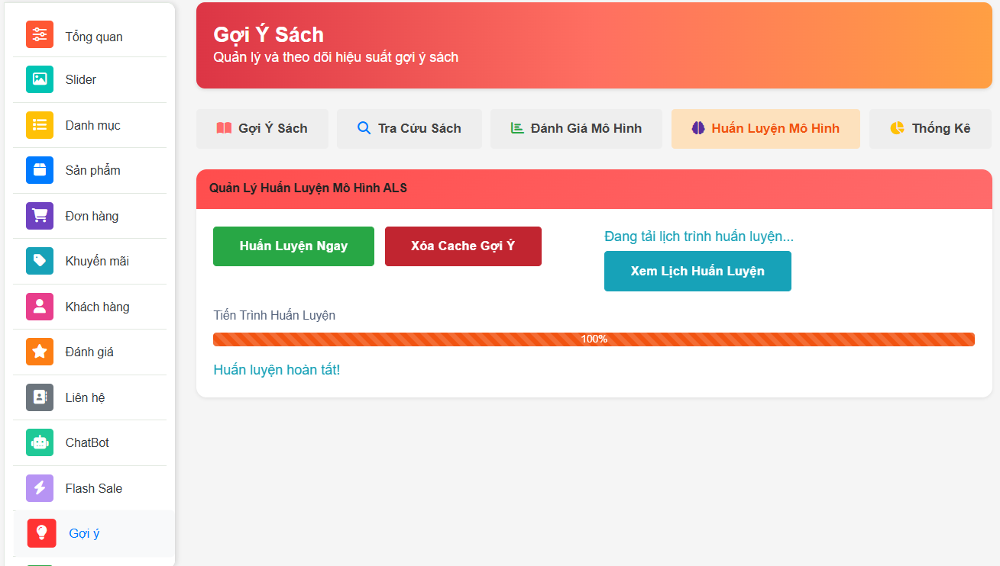 Tổng quan
Slider
Danh mục
Sản phẩm
Đơn hàng
Khuyến mãi
Khách hàng
Đánh giá
Liên hệ
ChatBot
Flash Sale
Gợi ý
Gợi Ý Sách
Quản lý và theo dõi hiệu suất gợi ý sách
Gợi Ý Sách
Tra Cứu Sách
Đánh Giá Mô Hình
Huấn Luyện Mô Hình
Thống Kê
Quản Lý Huấn Luyện Mô Hình ALS
Huấn Luyện Ngay
Xóa Cache Gợi Ý
Đang tải lịch trình huấn luyện...
Xem Lịch Huấn Luyện
Tiến Trình Huấn Luyện
100%
Huấn luyện hoàn tất!